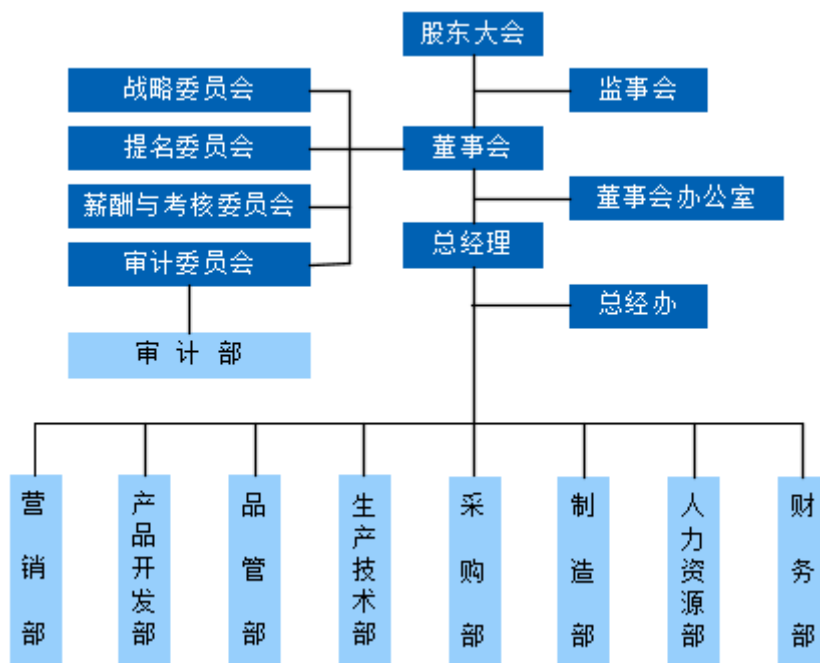 股东大会
战略委员会
监事会
提名委员会
董事会
薪酬与考核委员会
董事会办公室
总经理
审计委员会
总经办
审计部
营销部
产品开发部
品管部
生产技术部
采购部
制造部
人力资源部
财务部